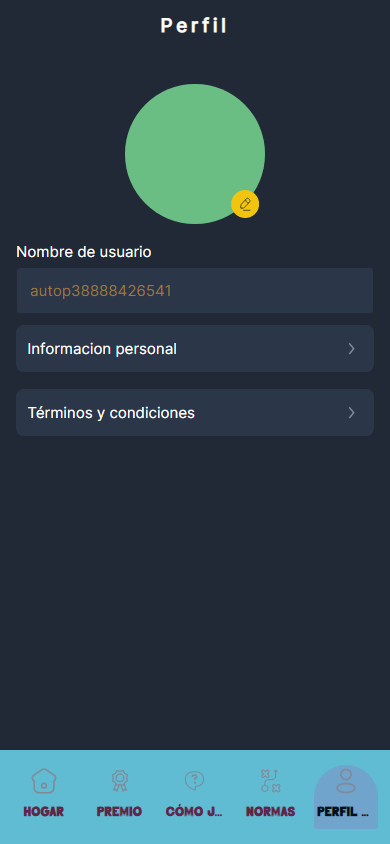 Perfil
Nombre de usuario
autop38888426541
Informacion personal
Términos y condiciones
HOGAR
PREMIO
CÓMO J...
NORMAS
PERFIL ...